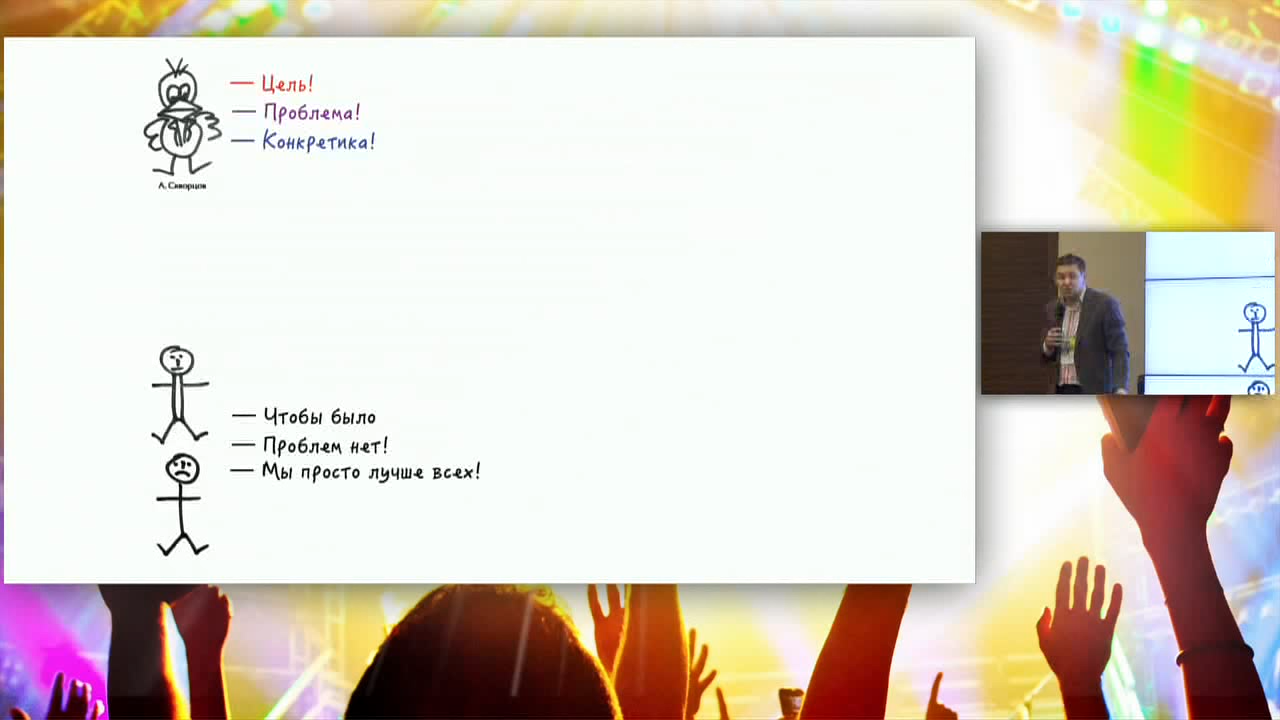 — Цель!
— Проблема!
— Конкретика!
А. Скворцов
— Чтобы было
— Проблем нет!
— Мы просто лучше всех!